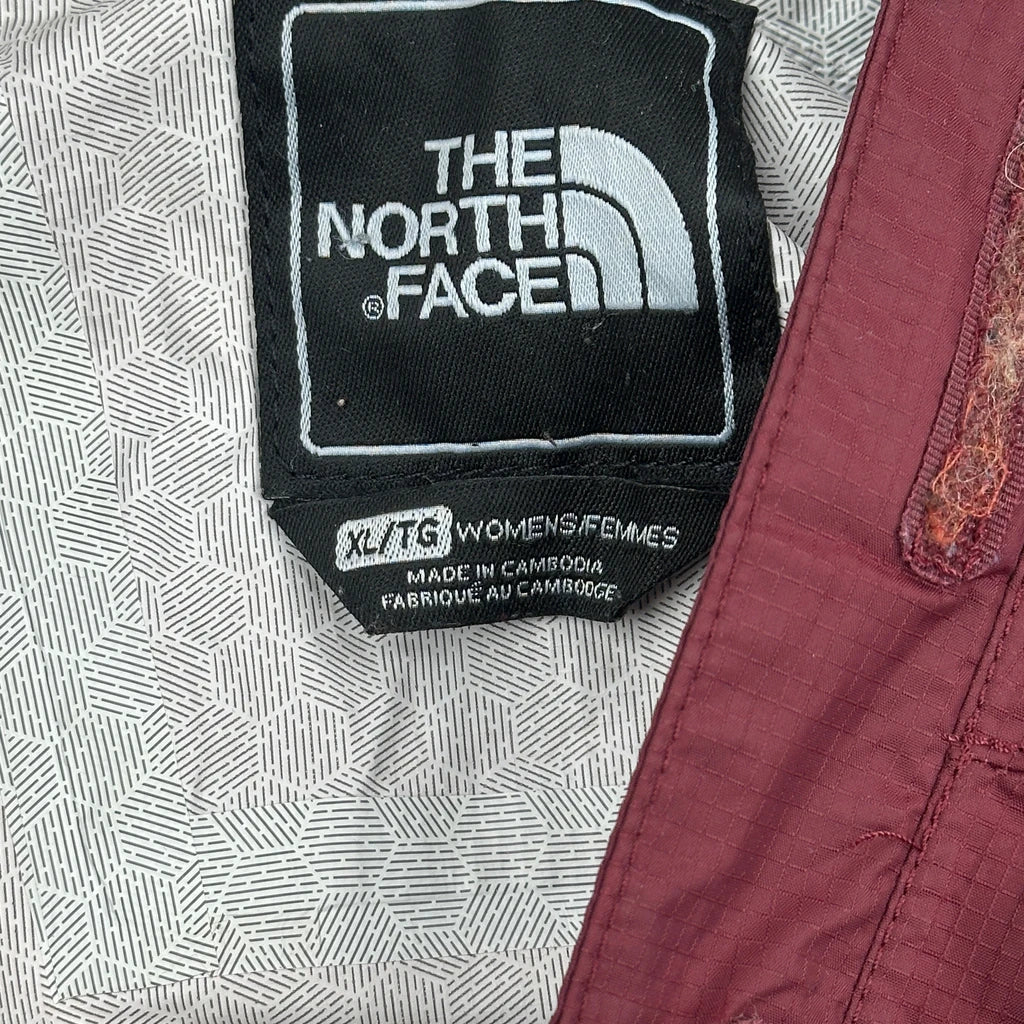 THE
NORTH
FACE
®
XL/TG WOMENS/FEMMES
MADE IN CAMBODIA
FABRIQUÉ AU CAMBODGE